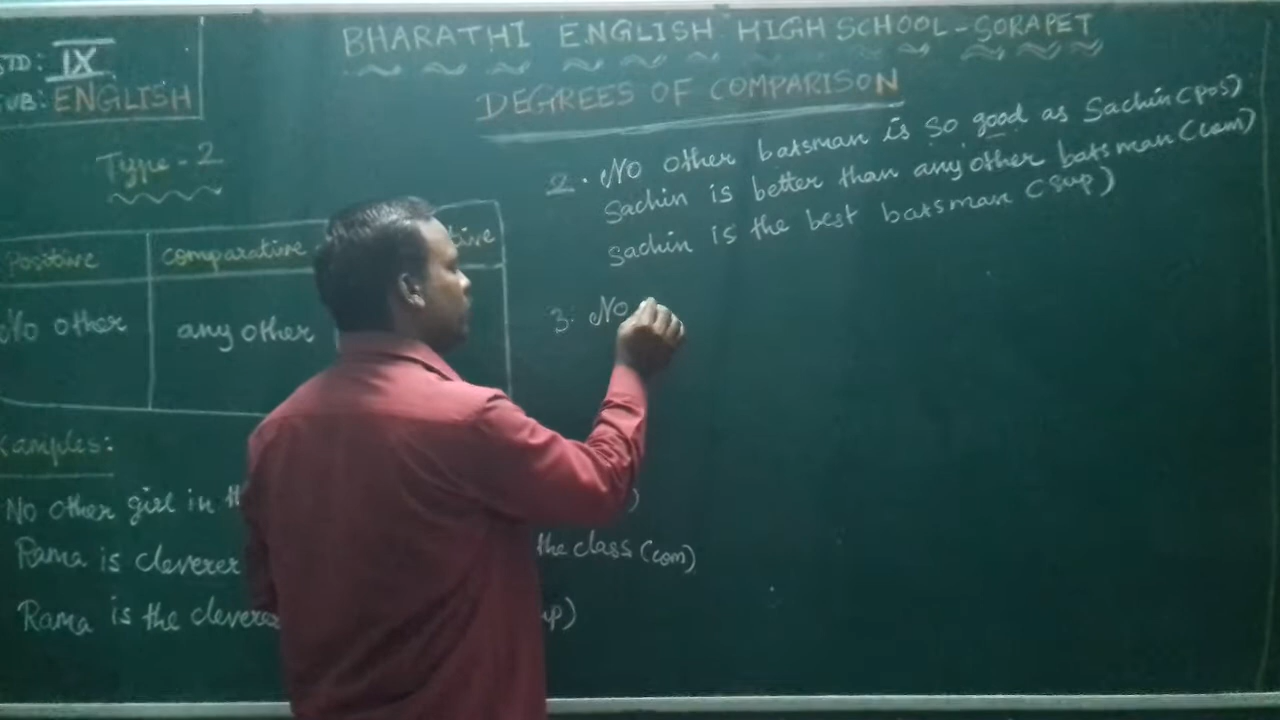 STD: IX
SUB: ENGLISH
BHARATHI ENGLISH HIGH SCHOOL - SORAPET
DEGREES OF COMPARISON
Type - 2
Positive comparative
No other any other
Examples:
No other girl in
Rama is cleverer the class (com)
Rama is the
2. No other batsman is so good as Sachin (pos)
Sachin is better than any other batsman (com)
Sachin is the best batsman (sup)
3. No